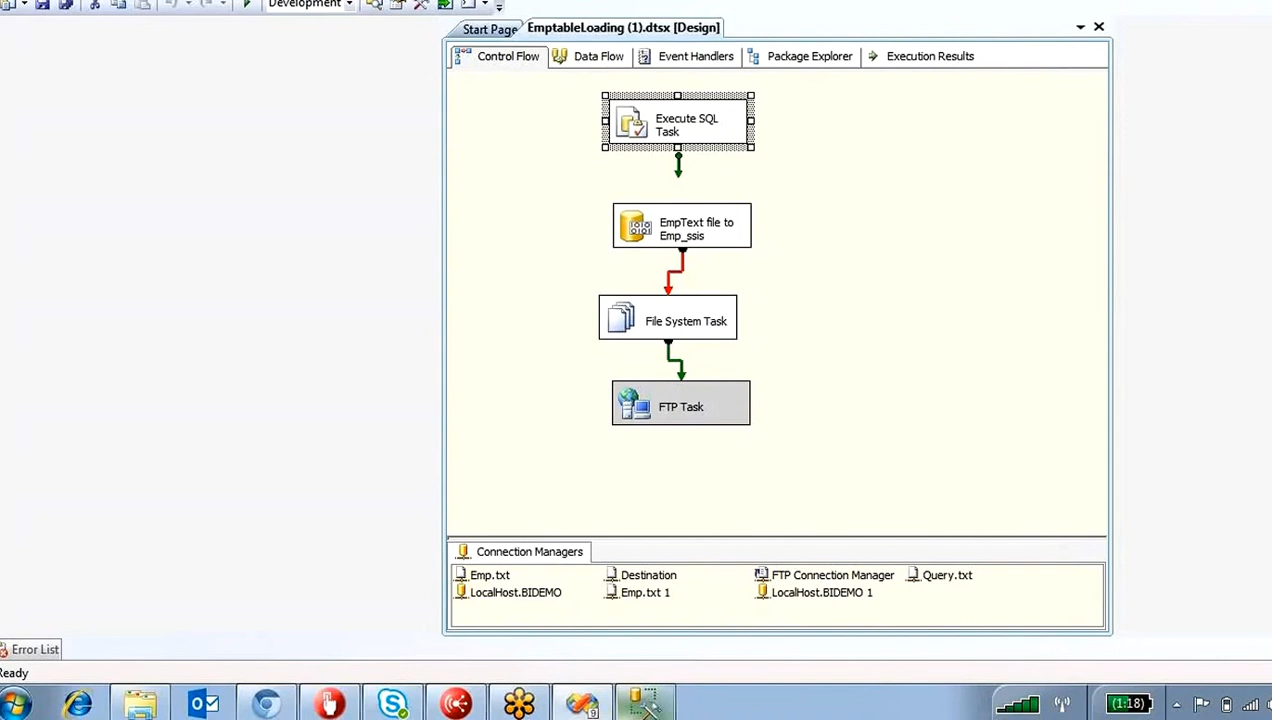 Development
Start Page
EmptableLoading (1).dtsx [Design]
Control Flow
Data Flow
Event Handlers
Package Explorer
Execution Results
Execute SQL
Task
EmpText file to
Emp_ssis
File System Task
FTP Task
Connection Managers
Emp.txt
Destination
FTP Connection Manager
Query.txt
LocalHost.BIDEMO
Emp.txt 1
LocalHost.BIDEMO 1
Error List
Ready
(1:18)